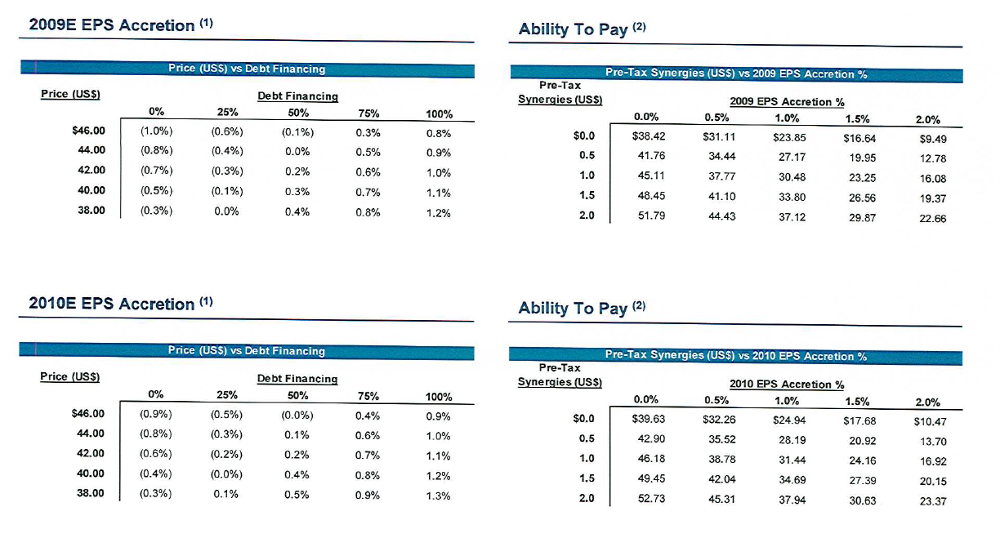 2009E EPS Accretion (1)
Price (US$) vs Debt Financing
Price (US$) Debt Financing
0% 25% 50% 75% 100%
$46.00 (1.0%) (0.6%) (0.1%) 0.3% 0.8%
44.00 (0.8%) (0.4%) 0.0% 0.5% 0.9%
42.00 (0.7%) (0.3%) 0.2% 0.6% 1.0%
40.00 (0.5%) (0.1%) 0.3% 0.7% 1.1%
38.00 (0.3%) 0.0% 0.4% 0.8% 1.2%
Ability To Pay (2)
Pre-Tax Synergies (US$) vs 2009 EPS Accretion %
Pre-Tax
Synergies (US$) 2009 EPS Accretion %
0.0% 0.5% 1.0% 1.5% 2.0%
$0.0 $38.42 $31.11 $23.85 $16.64 $9.49
0.5 41.76 34.44 27.17 19.95 12.78
1.0 45.11 37.77 30.48 23.25 16.08
1.5 48.45 41.10 33.80 26.56 19.37
2.0 51.79 44.43 37.12 29.87 22.66
2010E EPS Accretion (1)
Price (US$) vs Debt Financing
Price (US$) Debt Financing
0% 25% 50% 75% 100%
$46.00 (0.9%) (0.5%) (0.0%) 0.4% 0.9%
44.00 (0.8%) (0.3%) 0.1% 0.6% 1.0%
42.00 (0.6%) (0.2%) 0.2% 0.7% 1.1%
40.00 (0.4%) (0.0%) 0.4% 0.8% 1.2%
38.00 (0.3%) 0.1% 0.5% 0.9% 1.3%
Ability To Pay (2)
Pre-Tax Synergies (US$) vs 2010 EPS Accretion %
Pre-Tax
Synergies (US$) 2010 EPS Accretion %
0.0% 0.5% 1.0% 1.5% 2.0%
$0.0 $39.63 $32.26 $24.94 $17.68 $10.47
0.5 42.90 35.52 28.19 20.92 13.70
1.0 46.18 38.78 31.44 24.16 16.92
1.5 49.45 42.04 34.69 27.39 20.15
2.0 52.73 45.31 37.94 30.63 23.37